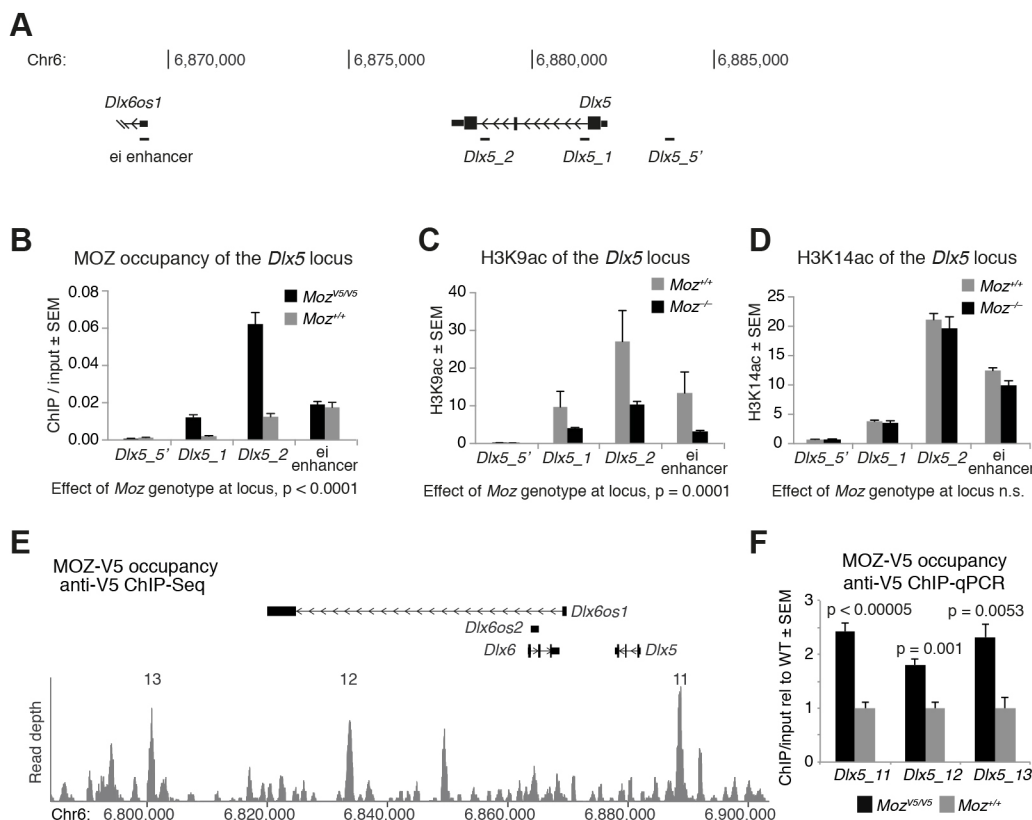 A
Chr6: 6,870,000 6,875,000 6,880,000 6,885,000
Dlx6os1 Dlx5
ei enhancer Dlx5_2 Dlx5_1 Dlx5_5'
B
MOZ occupancy of the Dlx5 locus
Moz^V5/V5
Moz^+/+
ChIP / input ± SEM
0.08
0.06
0.04
0.02
0.00
Dlx5_5' Dlx5_1 Dlx5_2 ei enhancer
Effect of Moz genotype at locus, p < 0.0001
C
H3K9ac of the Dlx5 locus
Moz^+/+
Moz^–/–
H3K9ac ± SEM
40
30
20
10
0
Dlx5_5' Dlx5_1 Dlx5_2 ei enhancer
Effect of Moz genotype at locus, p = 0.0001
D
H3K14ac of the Dlx5 locus
Moz^+/+
Moz^–/–
H3K14ac ± SEM
25
20
15
10
5
0
Dlx5_5' Dlx5_1 Dlx5_2 ei enhancer
Effect of Moz genotype at locus n.s.
E
MOZ-V5 occupancy
anti-V5 ChIP-Seq
Dlx6os1
Dlx6os2
Dlx6 Dlx5
13 12 11
Read depth
Chr6: 6,800,000 6,820,000 6,840,000 6,860,000 6,880,000 6,900,000
F
MOZ-V5 occupancy
anti-V5 ChIP-qPCR
ChIP/input rel to WT ± SEM
3
2
1
0
p < 0.00005 p = 0.0053
p = 0.001
Dlx5_11 Dlx5_12 Dlx5_13
Moz^V5/V5 Moz^+/+